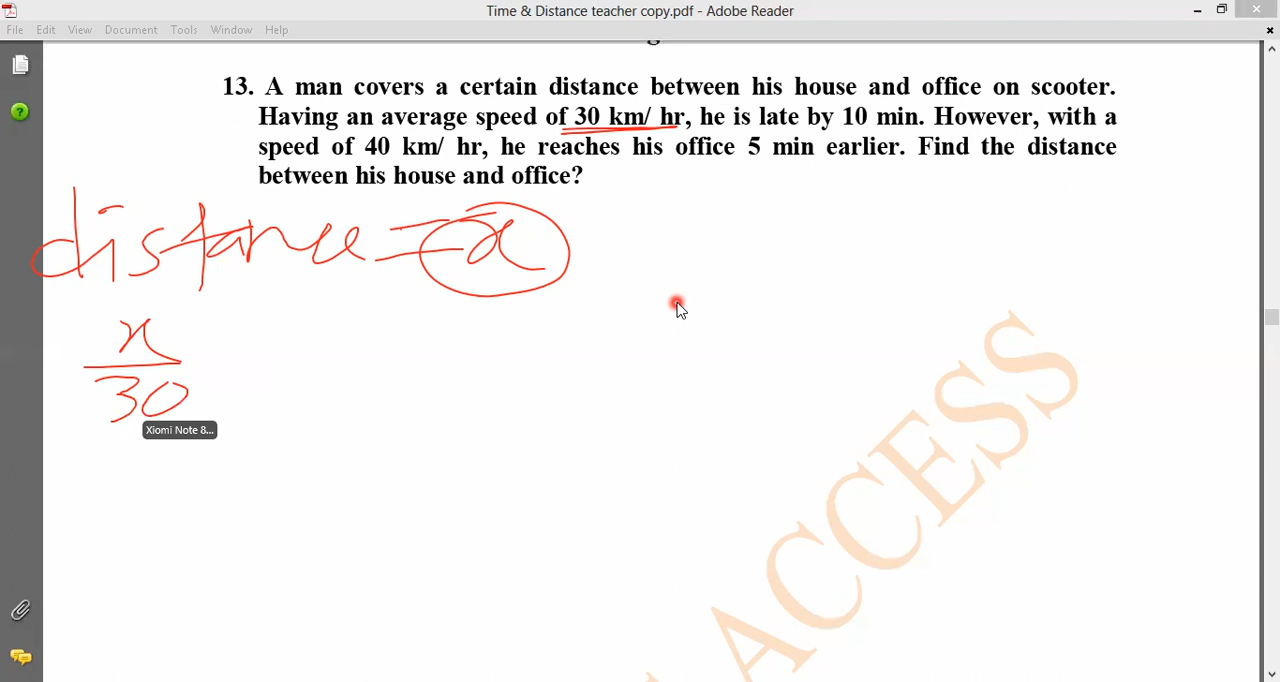 Time & Distance teacher copy.pdf - Adobe Reader
File Edit View Document Tools Window Help
13. A man covers a certain distance between his house and office on scooter.
Having an average speed of 30 km/ hr, he is late by 10 min. However, with a
speed of 40 km/ hr, he reaches his office 5 min earlier. Find the distance
between his house and office?
distance = x
x
30
Xiomi Note 8...
ACCESS